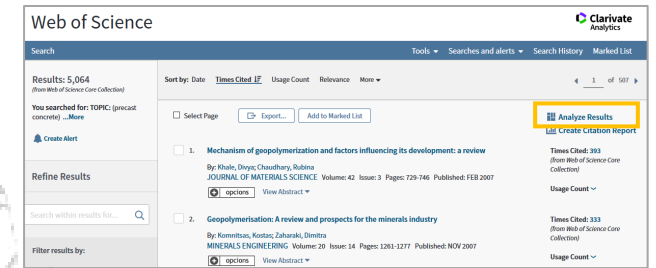 Web of Science
Clarivate
Analytics
Search
Tools
Searches and alerts
Search History
Marked List
Results: 5,064
(from Web of Science Core Collection)
You searched for: TOPIC: (precast
concrete) ...More
Create Alert
Refine Results
Search within results for...
Filter results by:
Sort by: Date Times Cited Usage Count Relevance More
1 of 507
Select Page
Export...
Add to Marked List
Analyze Results
Create Citation Report
1. Mechanism of geopolymerization and factors influencing its development: a review
By: Khale, Divya; Chaudhary, Rubina
JOURNAL OF MATERIALS SCIENCE Volume: 42 Issue: 3 Pages: 729-746 Published: FEB 2007
opcions View Abstract
Times Cited: 393
(from Web of Science Core
Collection)
Usage Count
2. Geopolymerisation: A review and prospects for the minerals industry
By: Komnitsas, Kostas; Zaharaki, Dimitra
MINERALS ENGINEERING Volume: 20 Issue: 14 Pages: 1261-1277 Published: NOV 2007
opcions View Abstract
Times Cited: 333
(from Web of Science Core
Collection)
Usage Count